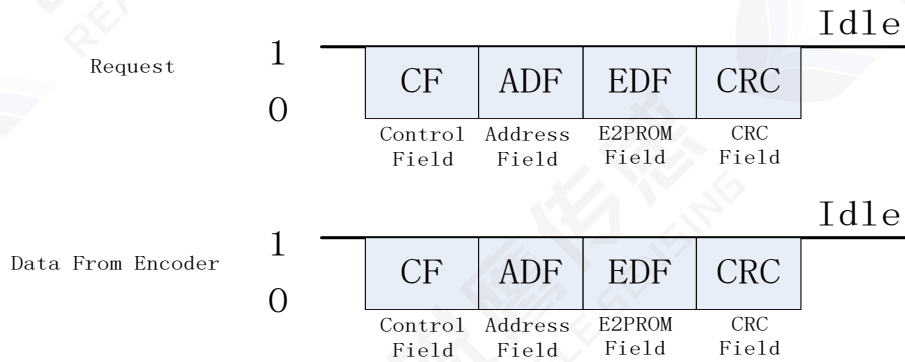 Idle
Request
1
0
CF ADF EDF CRC
Control Address E2PROM CRC
Field Field Field Field
Idle
Data From Encoder
1
0
CF ADF EDF CRC
Control Address E2PROM CRC
Field Field Field Field